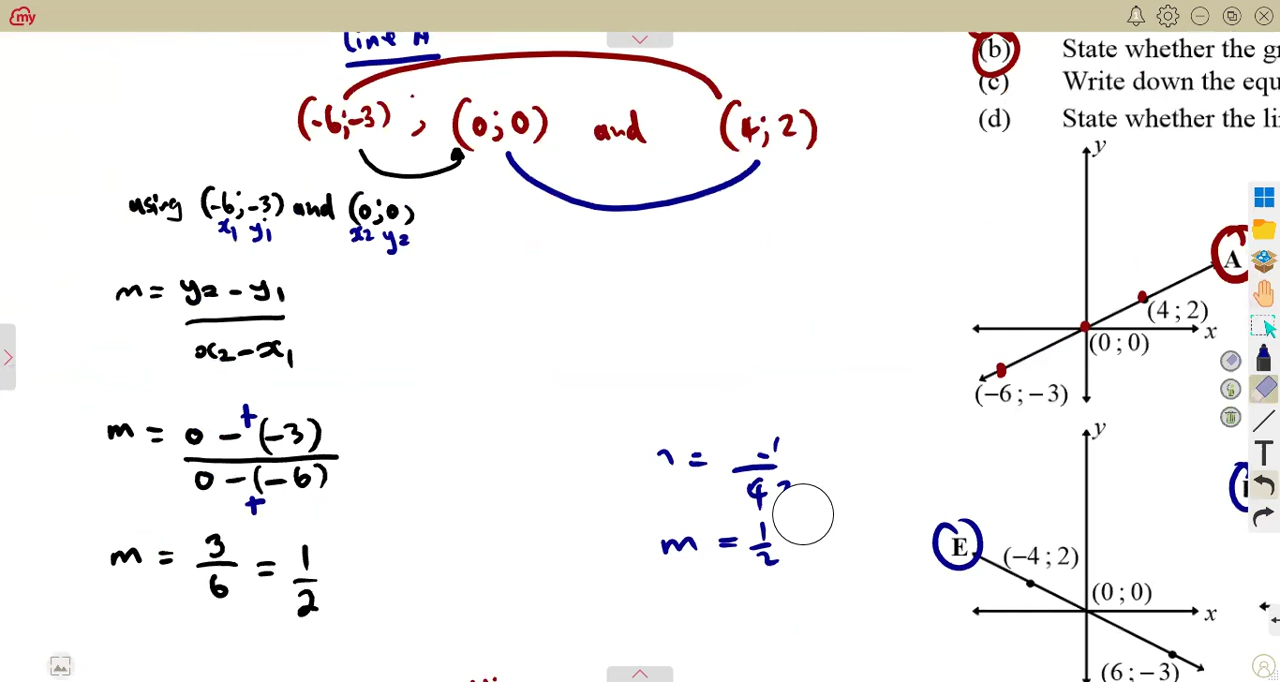 my
line A
(-6;-3) ; (0;0) and (4;2)
using (-6;-3) and (0;0)
x1 y1 x2 y2
m = y2 - y1
x2 - x1
m = 0 - + (-3)
0 - (-6)
+
m = 3/6 = 1/2
m = 1/2
(b) State whether the g
(c) Write down the equ
(d) State whether the li
y
A
(4 ; 2)
x
(0 ; 0)
(−6 ; −3)
y
E
(−4 ; 2)
(0 ; 0)
x
(6 ; −3)
T